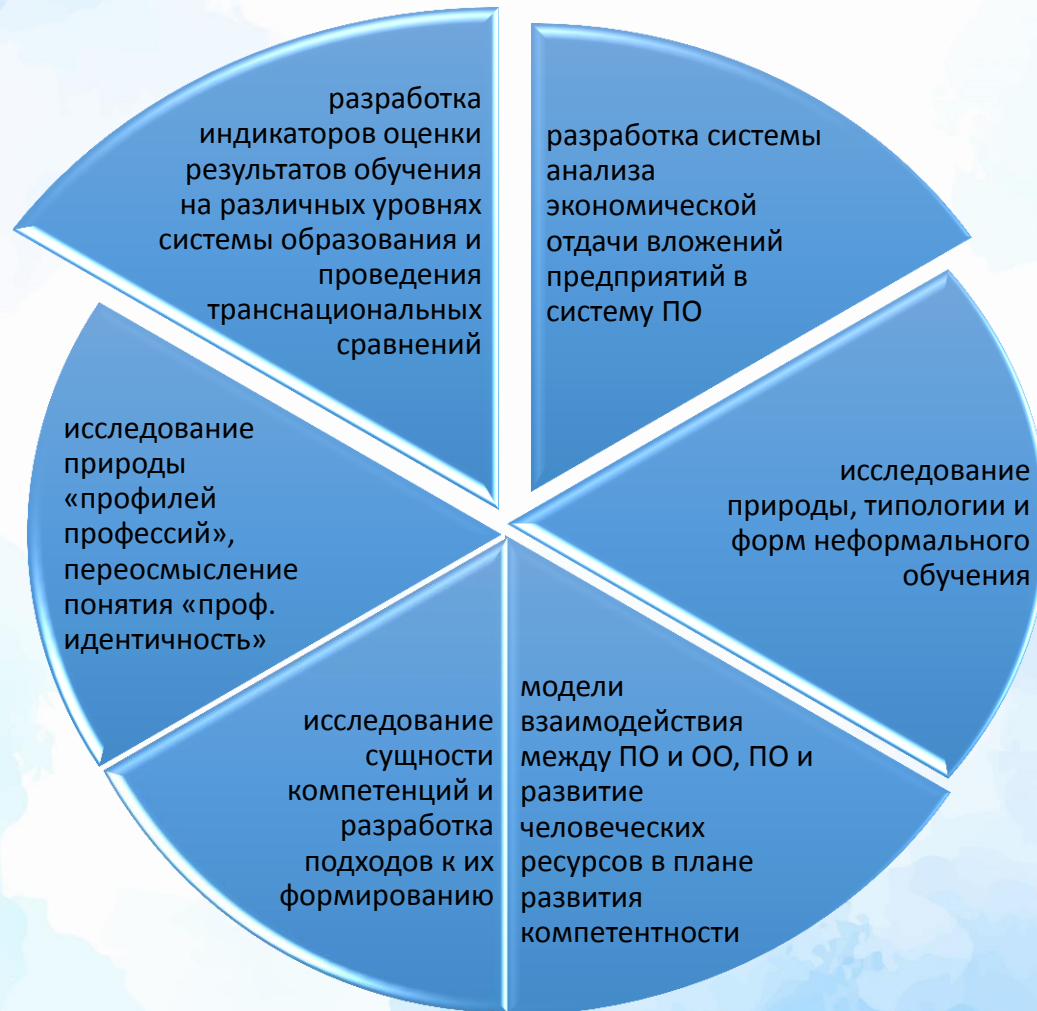 разработка
индикаторов оценки
результатов обучения
на различных уровнях
системы образования и
проведения
транснациональных
сравнений
разработка системы
анализа
экономической
отдачи вложений
предприятий в
систему ПО
исследование
природы, типологии и
форм неформального
обучения
модели
взаимодействия
между ПО и ОО, ПО и
развитие
человеческих
ресурсов в плане
развития
компетентности
исследование
сущности
компетенций и
разработка
подходов к их
формированию
исследование
природы
«профилей
профессий»,
переосмысление
понятия «проф.
идентичность»